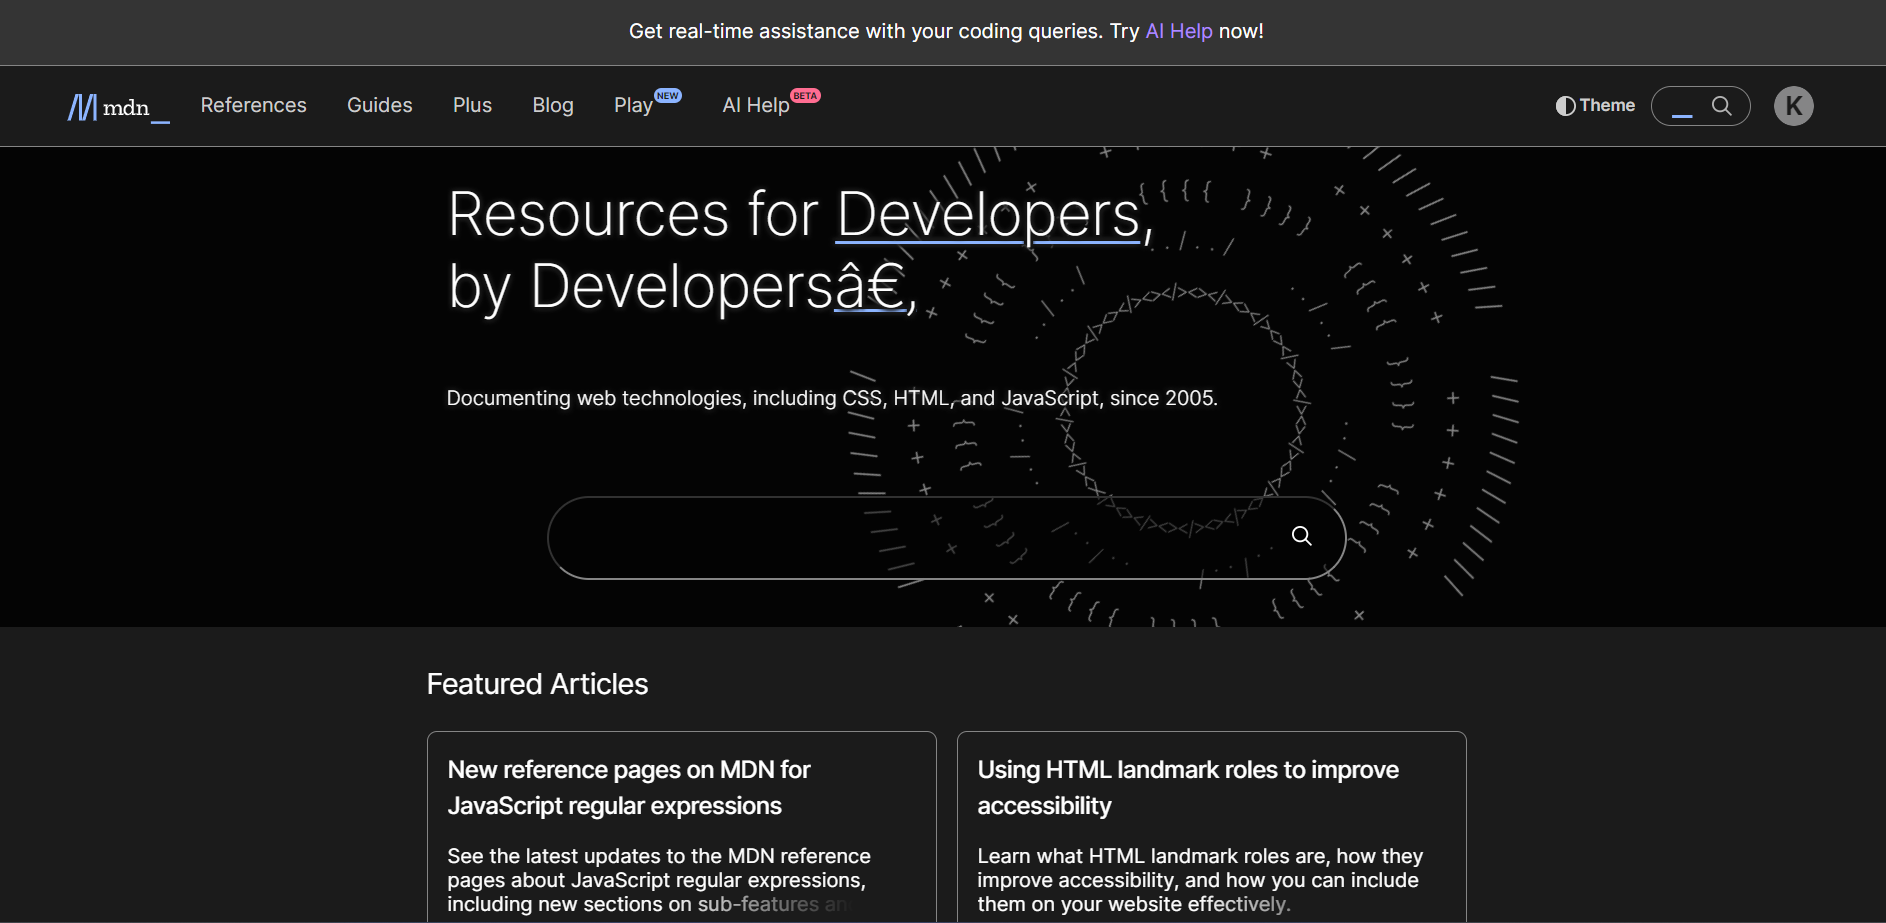 Get real-time assistance with your coding queries. Try AI Help now!
mdn_
References
Guides
Plus
Blog
Play NEW
AI Help BETA
Theme
K
Resources for Developers,
by Developersâ€,
Documenting web technologies, including CSS, HTML, and JavaScript, since 2005.
Featured Articles
New reference pages on MDN for
JavaScript regular expressions
See the latest updates to the MDN reference
pages about JavaScript regular expressions,
including new sections on sub-features an
Using HTML landmark roles to improve
accessibility
Learn what HTML landmark roles are, how they
improve accessibility, and how you can include
them on your website effectively.